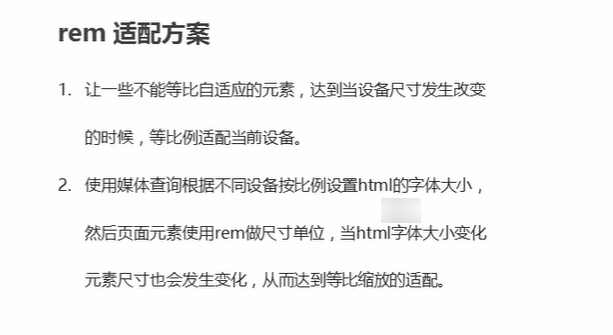 rem 适配方案
1. 让一些不能等比自适应的元素，达到当设备尺寸发生改变
的时候，等比例适配当前设备。
2. 使用媒体查询根据不同设备按比例设置html的字体大小，
然后页面元素使用rem做尺寸单位，当html字体大小变化
元素尺寸也会发生变化，从而达到等比缩放的适配。